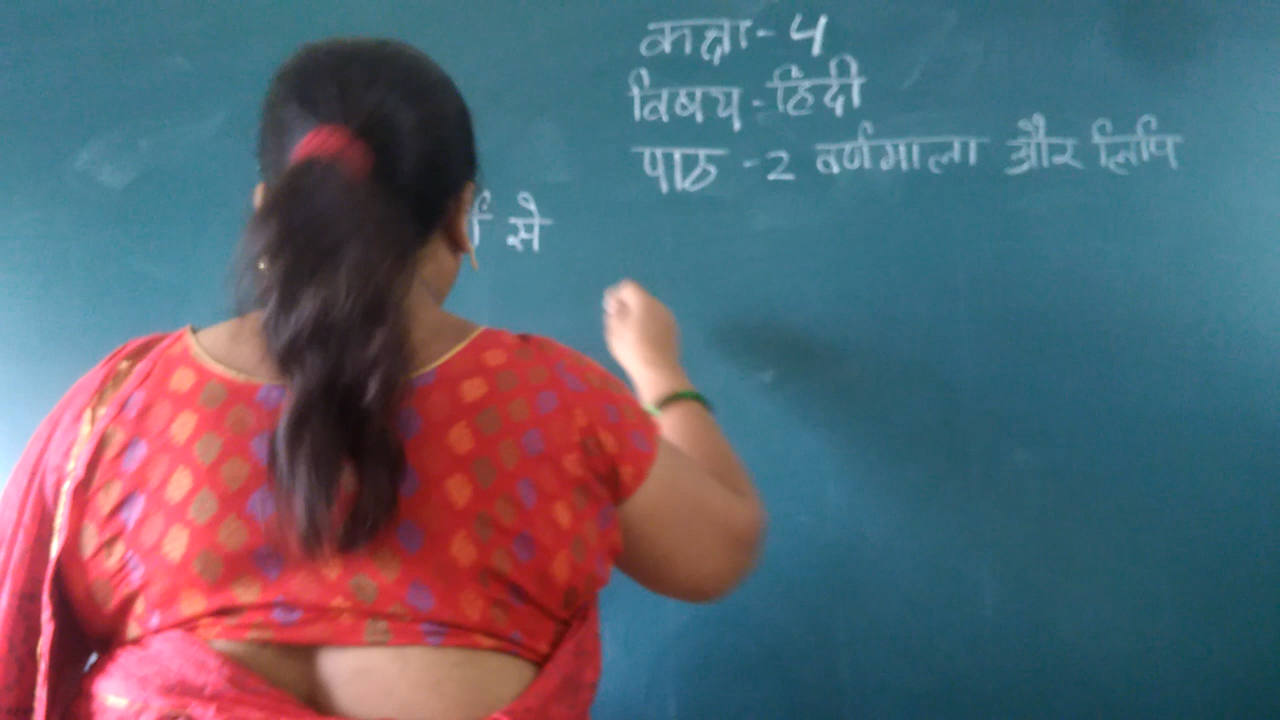 कक्षा - 4
विषय - हिंदी
पाठ - 2 वर्णमाला और लिपि
से